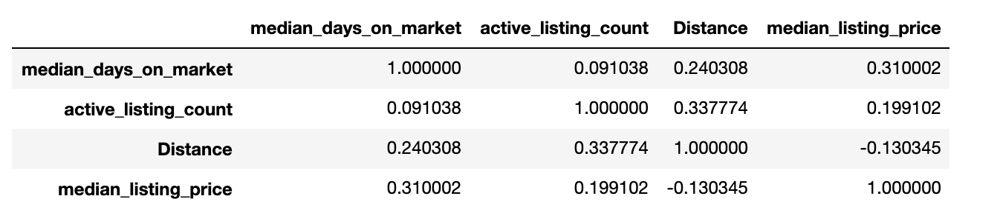 median_days_on_market active_listing_count Distance median_listing_price
median_days_on_market 1.000000 0.091038 0.240308 0.310002
active_listing_count 0.091038 1.000000 0.337774 0.199102
Distance 0.240308 0.337774 1.000000 -0.130345
median_listing_price 0.310002 0.199102 -0.130345 1.000000